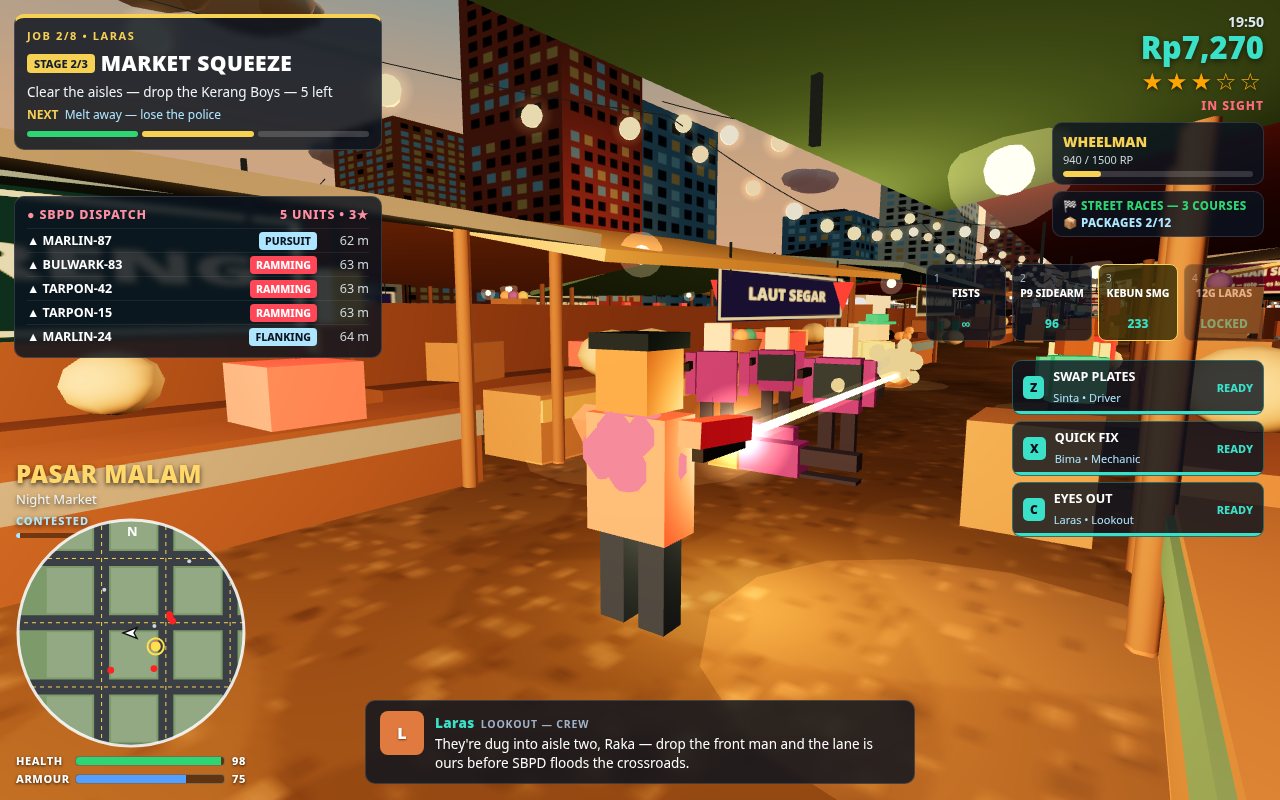 JOB 2/8 • LARAS
STAGE 2/3 MARKET SQUEEZE
Clear the aisles — drop the Kerang Boys — 5 left
NEXT Melt away — lose the police
● SBPD DISPATCH 5 UNITS • 3★
▲ MARLIN-87 PURSUIT 62 m
▲ BULWARK-83 RAMMING 63 m
▲ TARPON-42 RAMMING 63 m
▲ TARPON-15 RAMMING 63 m
▲ MARLIN-24 FLANKING 64 m
19:50
Rp7,270
★★★☆☆
IN SIGHT
WHEELMAN
940 / 1500 RP
🏁 STREET RACES — 3 COURSES
📦 PACKAGES 2/12
1 FISTS ∞
2 P9 SIDEARM 96
3 KEBUN SMG 233
4 12G LARAS LOCKED
LAUT SEGAR
Z SWAP PLATES READY
Sinta • Driver
X QUICK FIX READY
Bima • Mechanic
C EYES OUT READY
Laras • Lookout
PASAR MALAM
Night Market
CONTESTED
N
HEALTH 98
ARMOUR 75
L
Laras LOOKOUT — CREW
They're dug into aisle two, Raka — drop the front man and the lane is
ours before SBPD floods the crossroads.